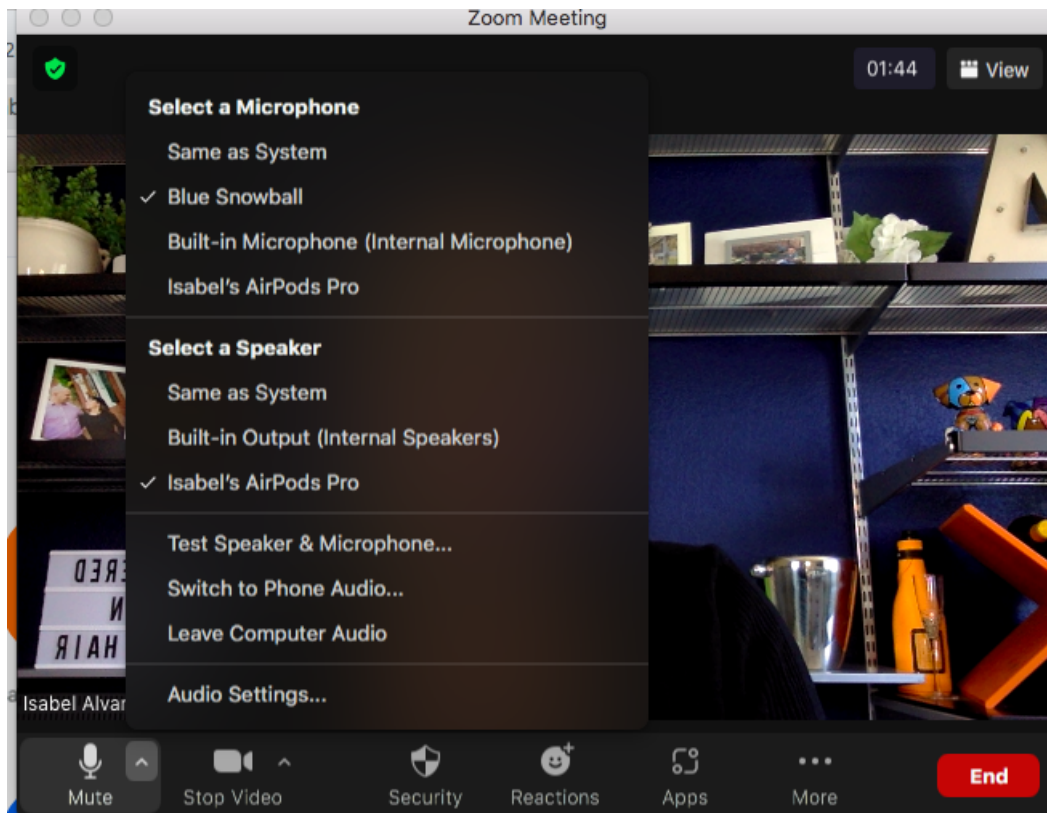 Zoom Meeting
01:44
View
Select a Microphone
Same as System
✓ Blue Snowball
Built-in Microphone (Internal Microphone)
Isabel's AirPods Pro
Select a Speaker
Same as System
Built-in Output (Internal Speakers)
✓ Isabel's AirPods Pro
Test Speaker & Microphone...
Switch to Phone Audio...
Leave Computer Audio
Audio Settings...
Isabel Alvar
Mute
Stop Video
Security
Reactions
Apps
More
End